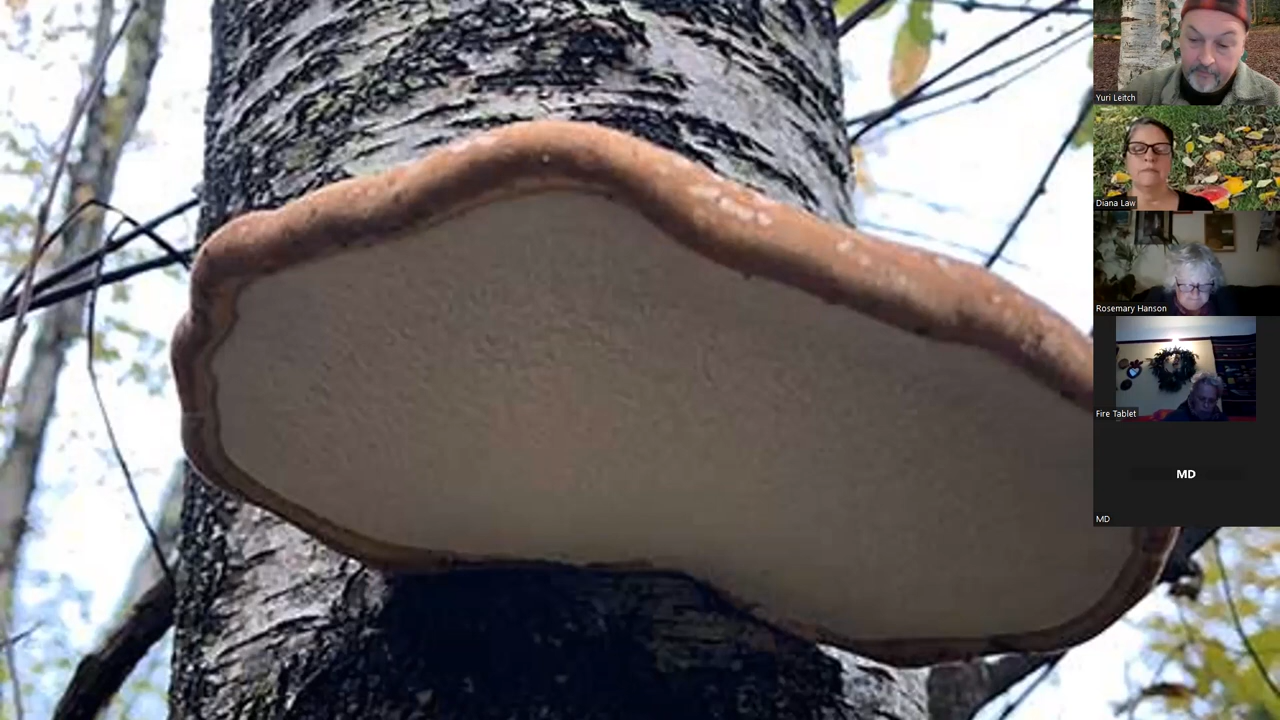 Yuri Leitch
Diana Law
Rosemary Hanson
Fire Tablet
MD
MD